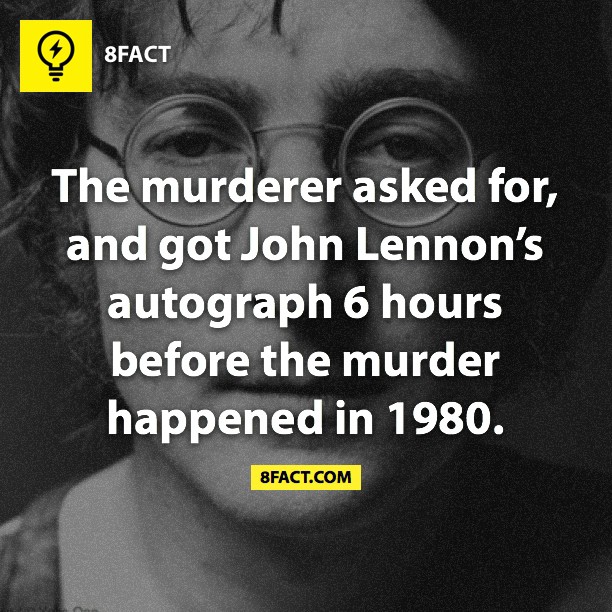 8FACT
The murderer asked for,
and got John Lennon's
autograph 6 hours
before the murder
happened in 1980.
8FACT.COM